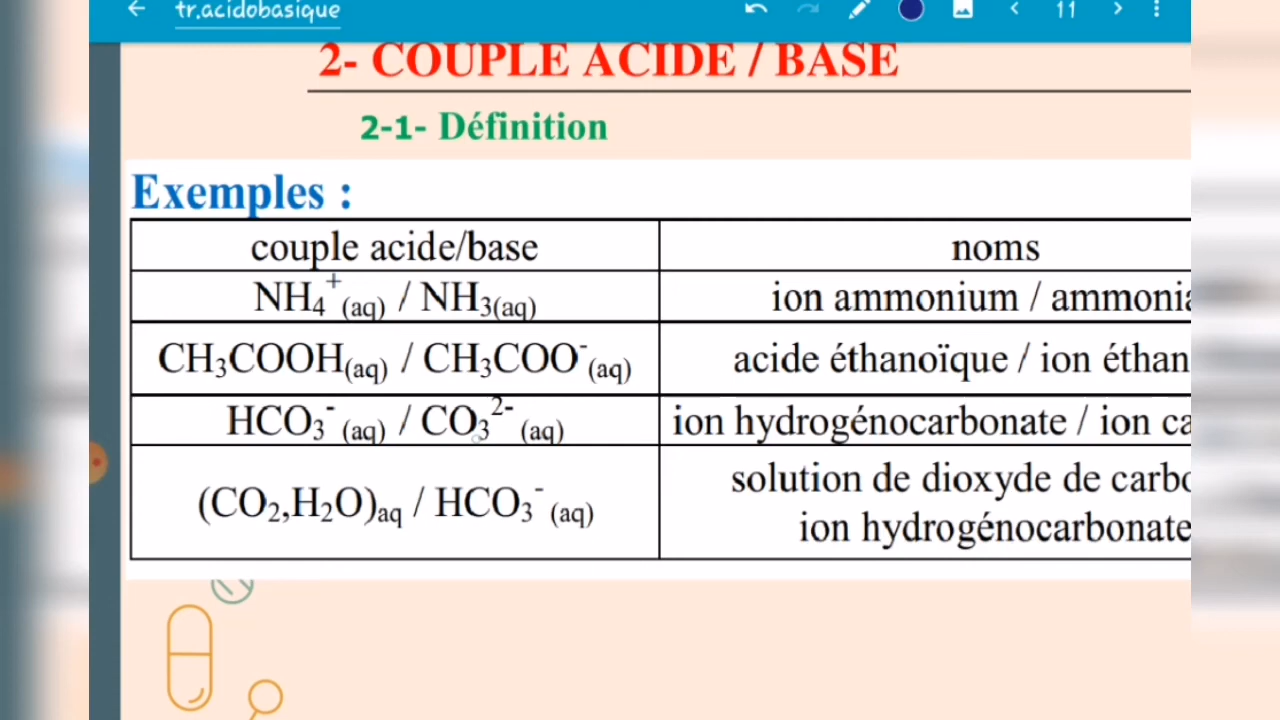 tr.acidobasique
11
2- COUPLE ACIDE / BASE
2-1- Définition
Exemples :
couple acide/base noms
NH₄⁺(aq) / NH₃(aq) ion ammonium / ammonia
CH₃COOH(aq) / CH₃COO⁻(aq) acide éthanoïque / ion éthan
HCO₃⁻(aq) / CO₃²⁻(aq) ion hydrogénocarbonate / ion ca
(CO₂,H₂O)aq / HCO₃⁻(aq) solution de dioxyde de carbo
ion hydrogénocarbonate